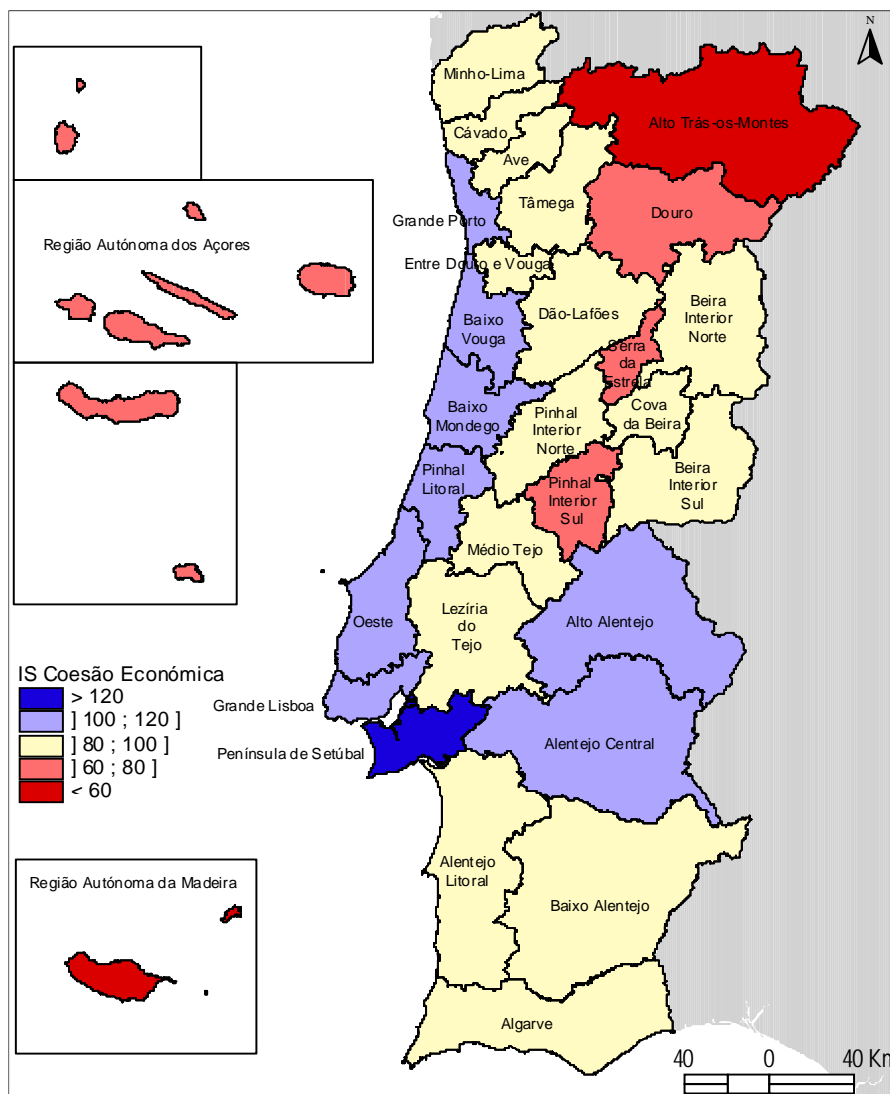 N
Minho-Lima
Alto Trás-os-Montes
Cávado
Ave
Tâmega
Douro
Grande Porto
Região Autónoma dos Açores
Entre Douro e Vouga
Dão-Lafões
Beira
Interior
Norte
Baixo
Vouga
Serra
da
Estrela
Baixo
Mondego
Pinhal
Interior
Norte
Cova
da Beira
Pinhal
Litoral
Beira
Interior
Sul
Pinhal
Interior
Sul
Médio Tejo
Oeste
Lezíria
do
Tejo
Alto Alentejo
IS Coesão Económica
> 120
] 100 ; 120 ]
] 80 ; 100 ]
] 60 ; 80 ]
< 60
Grande Lisboa
Península de Setúbal
Alentejo Central
Alentejo
Litoral
Baixo Alentejo
Região Autónoma da Madeira
Algarve
40 0 40 Km